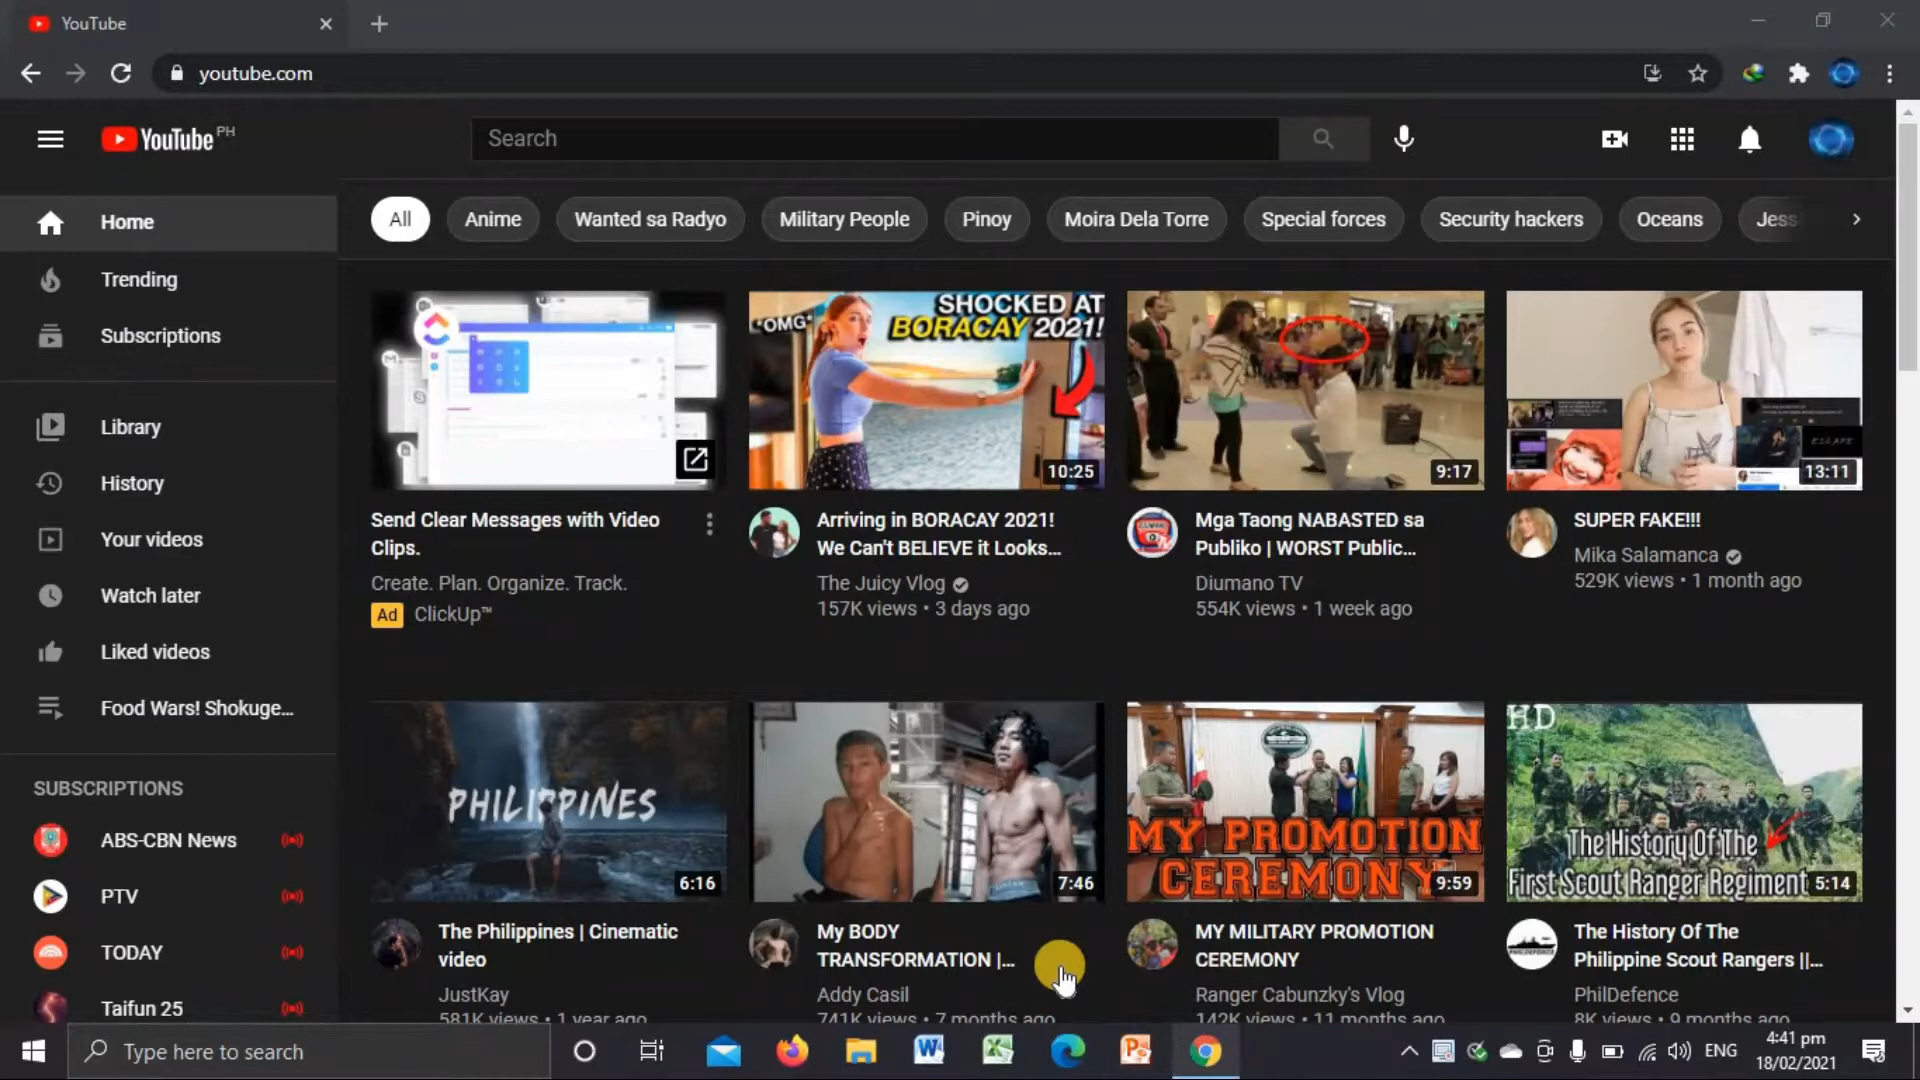 YouTube
youtube.com
YouTube PH
Search
Home
Trending
Subscriptions
Library
History
Your videos
Watch later
Liked videos
Food Wars! Shokuge...
SUBSCRIPTIONS
ABS-CBN News
PTV
TODAY
Taifun 25
All
Anime
Wanted sa Radyo
Military People
Pinoy
Moira Dela Torre
Special forces
Security hackers
Oceans
Jess
Send Clear Messages with Video
Clips.
Create. Plan. Organize. Track.
Ad ClickUp™
*OMG*
SHOCKED AT
BORACAY 2021!
10:25
Arriving in BORACAY 2021!
We Can't BELIEVE it Looks...
The Juicy Vlog
157K views • 3 days ago
9:17
Mga Taong NABASTED sa
Publiko | WORST Public...
Diumano TV
554K views • 1 week ago
13:11
SUPER FAKE!!!
Mika Salamanca
529K views • 1 month ago
PHILIPPINES
6:16
The Philippines | Cinematic
video
JustKay
581K views • 1 year ago
7:46
My BODY
TRANSFORMATION |...
Addy Casil
741K views • 7 months ago
MY PROMOTION
CEREMONY
9:59
MY MILITARY PROMOTION
CEREMONY
Ranger Cabunzky's Vlog
142K views • 11 months ago
HD
The History Of The
First Scout Ranger Regiment
5:14
The History Of The
Philippine Scout Rangers ||...
PhilDefence
8K views • 9 months ago
Type here to search
ENG
4:41 pm
18/02/2021